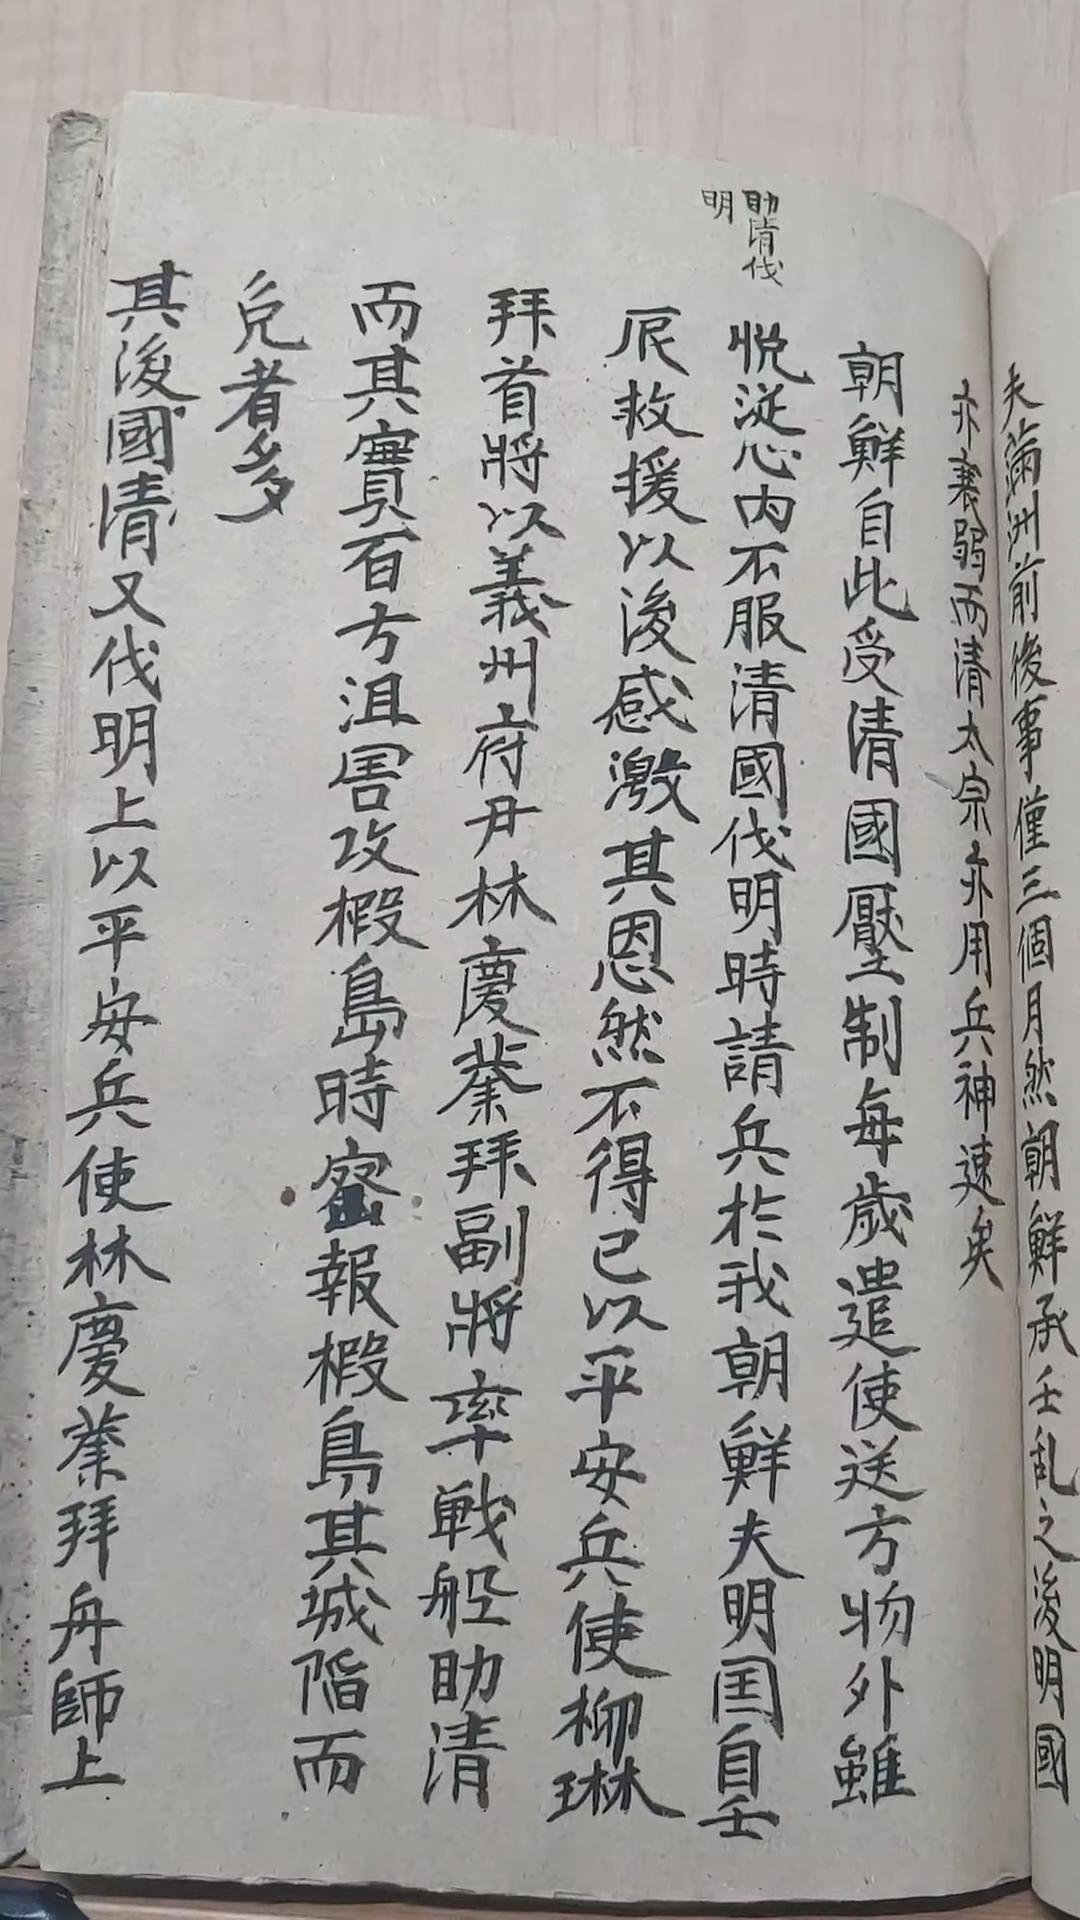 夫滿洲前後事僅三個月然朝鮮承壬乱之後明國
亦衰弱而清太宗亦用兵神速矣
朝鮮自此受清國壓制每歲遣使送方物外雖
助清伐
明
悦從心内不服清國伐明時請兵於我朝鮮夫明国自壬
辰救援以後感激其恩然不得已以平安兵使柳琳
拜首將以義州府尹林慶業拜副將率戰船助清
而其實百方沮害攻椵島時密報椵島其城陷而
免者多
其後國清又伐明上以平安兵使林慶業拜舟師上